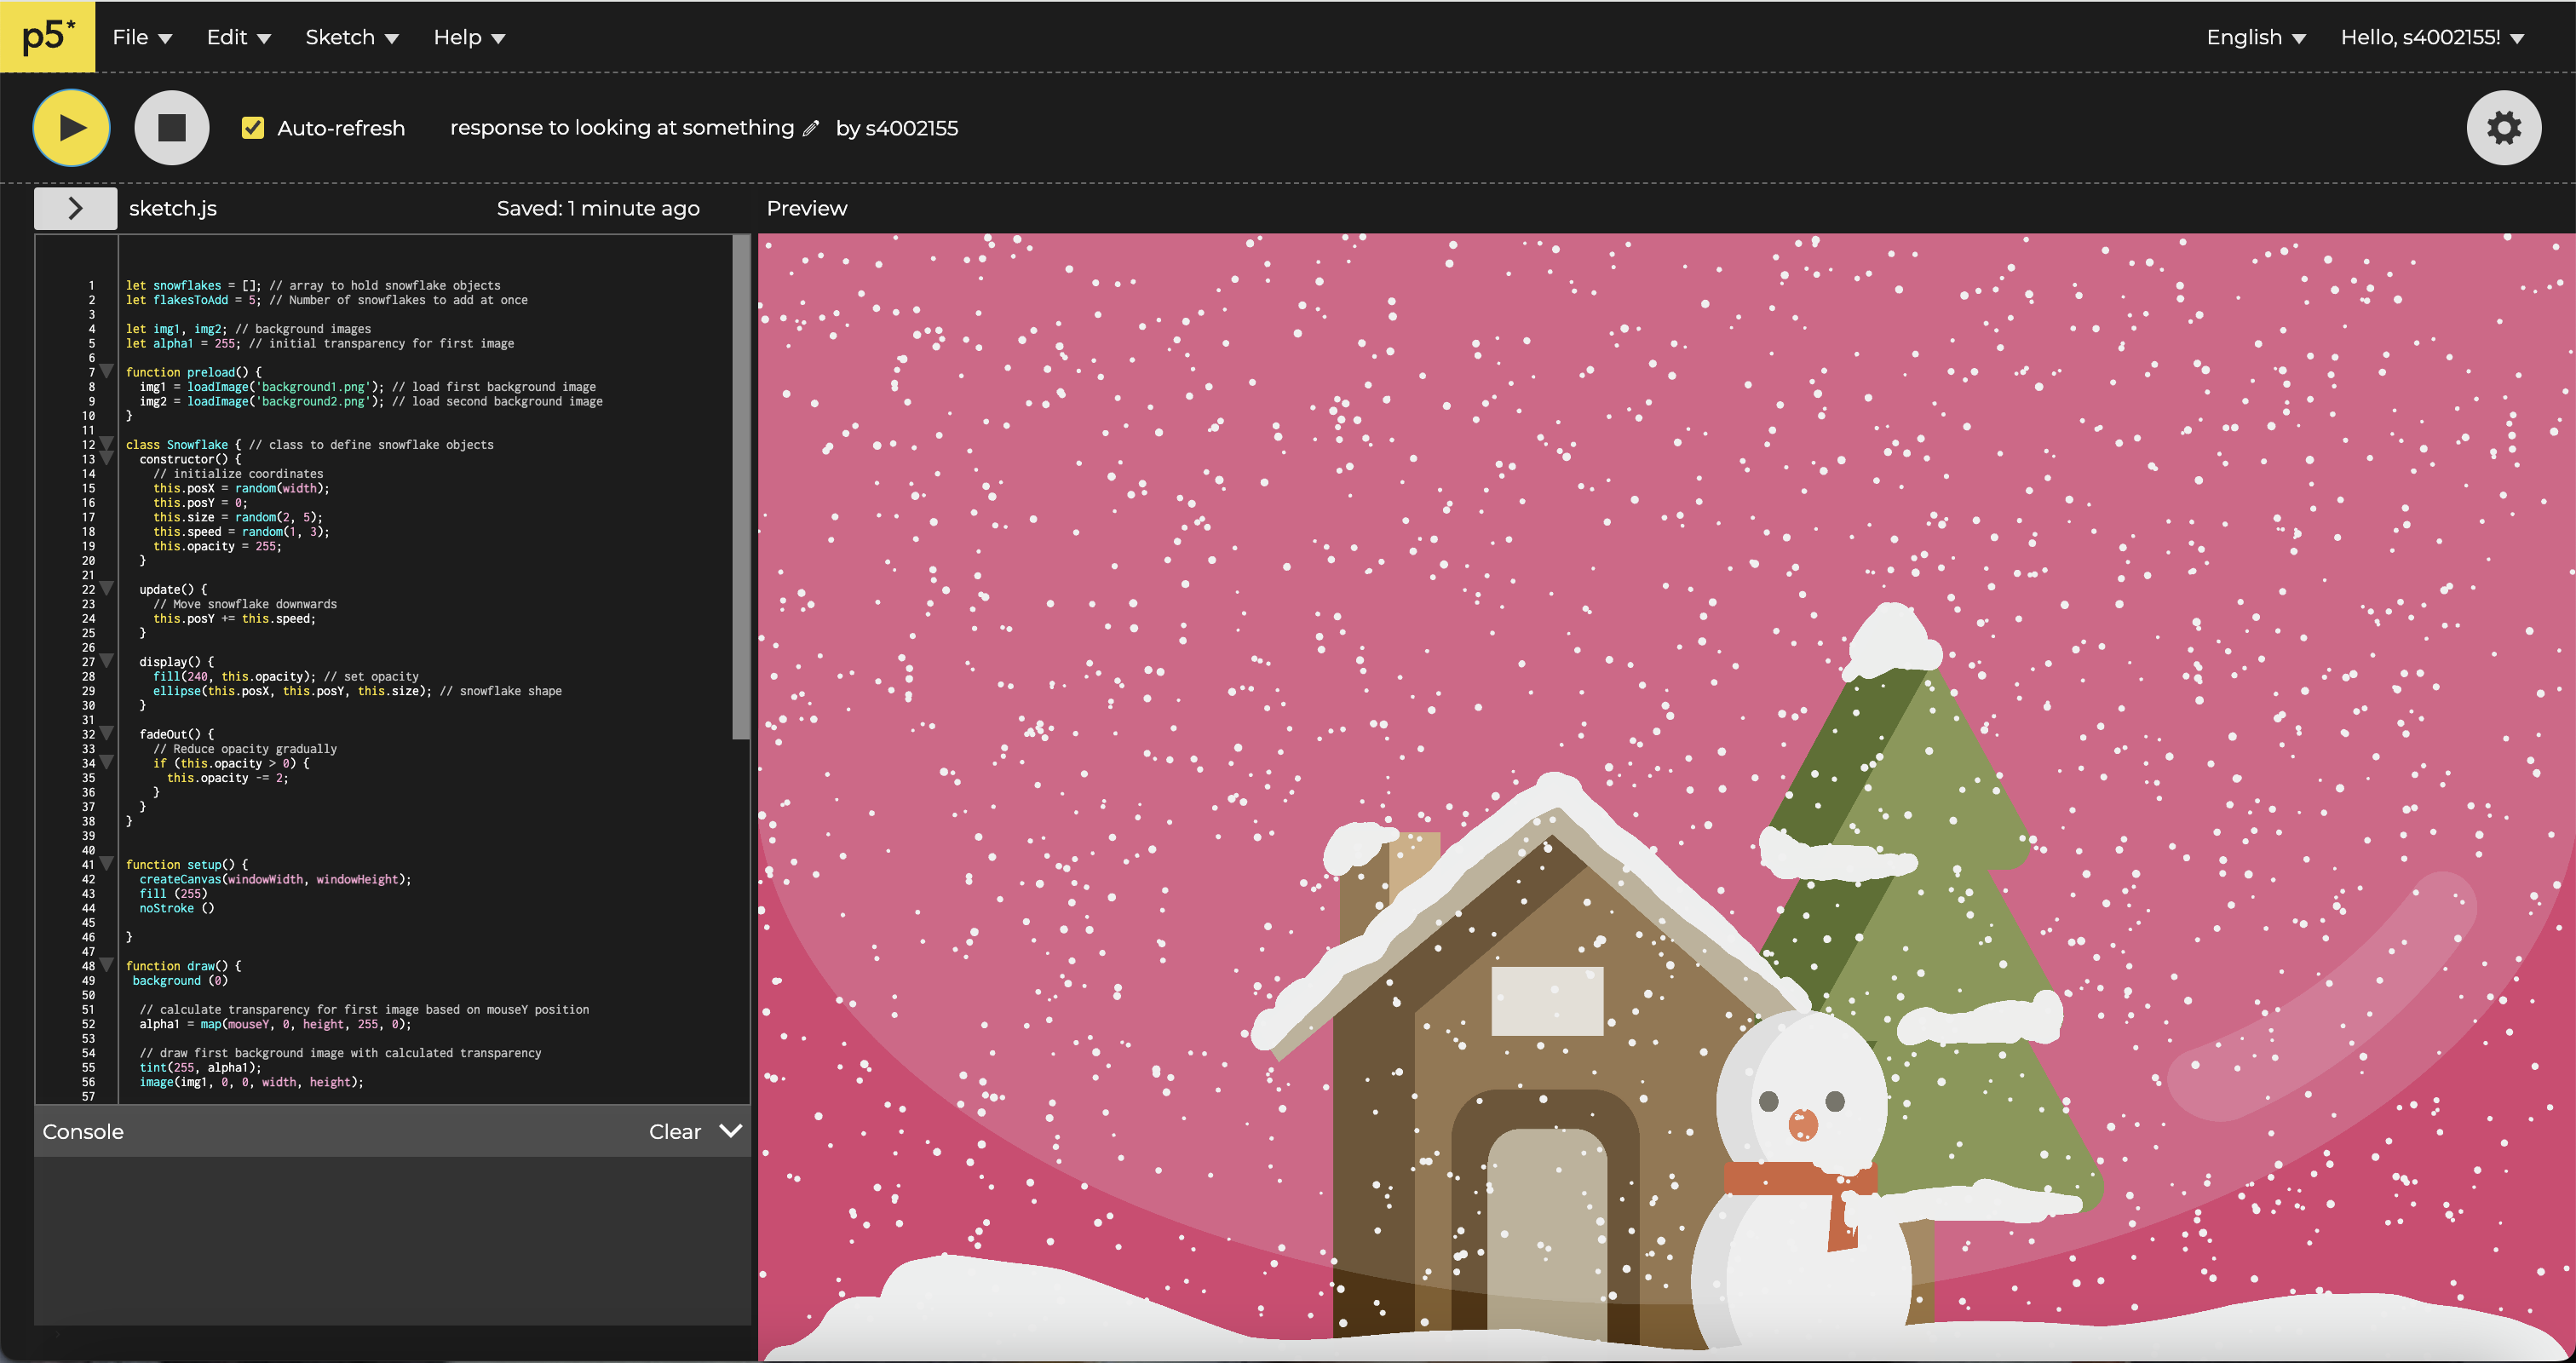 p5* File Edit Sketch Help English Hello, s4002155!
Auto-refresh response to looking at something by s4002155
sketch.js Saved: 1 minute ago Preview
1 let snowflakes = []; // array to hold snowflake objects
2 let flakesToAdd = 5; // Number of snowflakes to add at once
3
4 let img1, img2; // background images
5 let alpha1 = 255; // initial transparency for first image
6
7 function preload() {
8 img1 = loadImage('background1.png'); // load first background image
9 img2 = loadImage('background2.png'); // load second background image
10 }
11
12 class Snowflake { // class to define snowflake objects
13 constructor() {
14 // initialize coordinates
15 this.posX = random(width);
16 this.posY = 0;
17 this.size = random(2, 5);
18 this.speed = random(1, 3);
19 this.opacity = 255;
20 }
21
22 update() {
23 // Move snowflake downwards
24 this.posY += this.speed;
25 }
26
27 display() {
28 fill(240, this.opacity); // set opacity
29 ellipse(this.posX, this.posY, this.size); // snowflake shape
30 }
31
32 fadeOut() {
33 // Reduce opacity gradually
34 if (this.opacity > 0) {
35 this.opacity -= 2;
36 }
37 }
38 }
39
40
41 function setup() {
42 createCanvas(windowWidth, windowHeight);
43 fill (255)
44 noStroke ()
45
46 }
47
48 function draw() {
49 background (0)
50
51 // calculate transparency for first image based on mouseY position
52 alpha1 = map(mouseY, 0, height, 255, 0);
53
54 // draw first background image with calculated transparency
55 tint(255, alpha1);
56 image(img1, 0, 0, width, height);
57
Console Clear